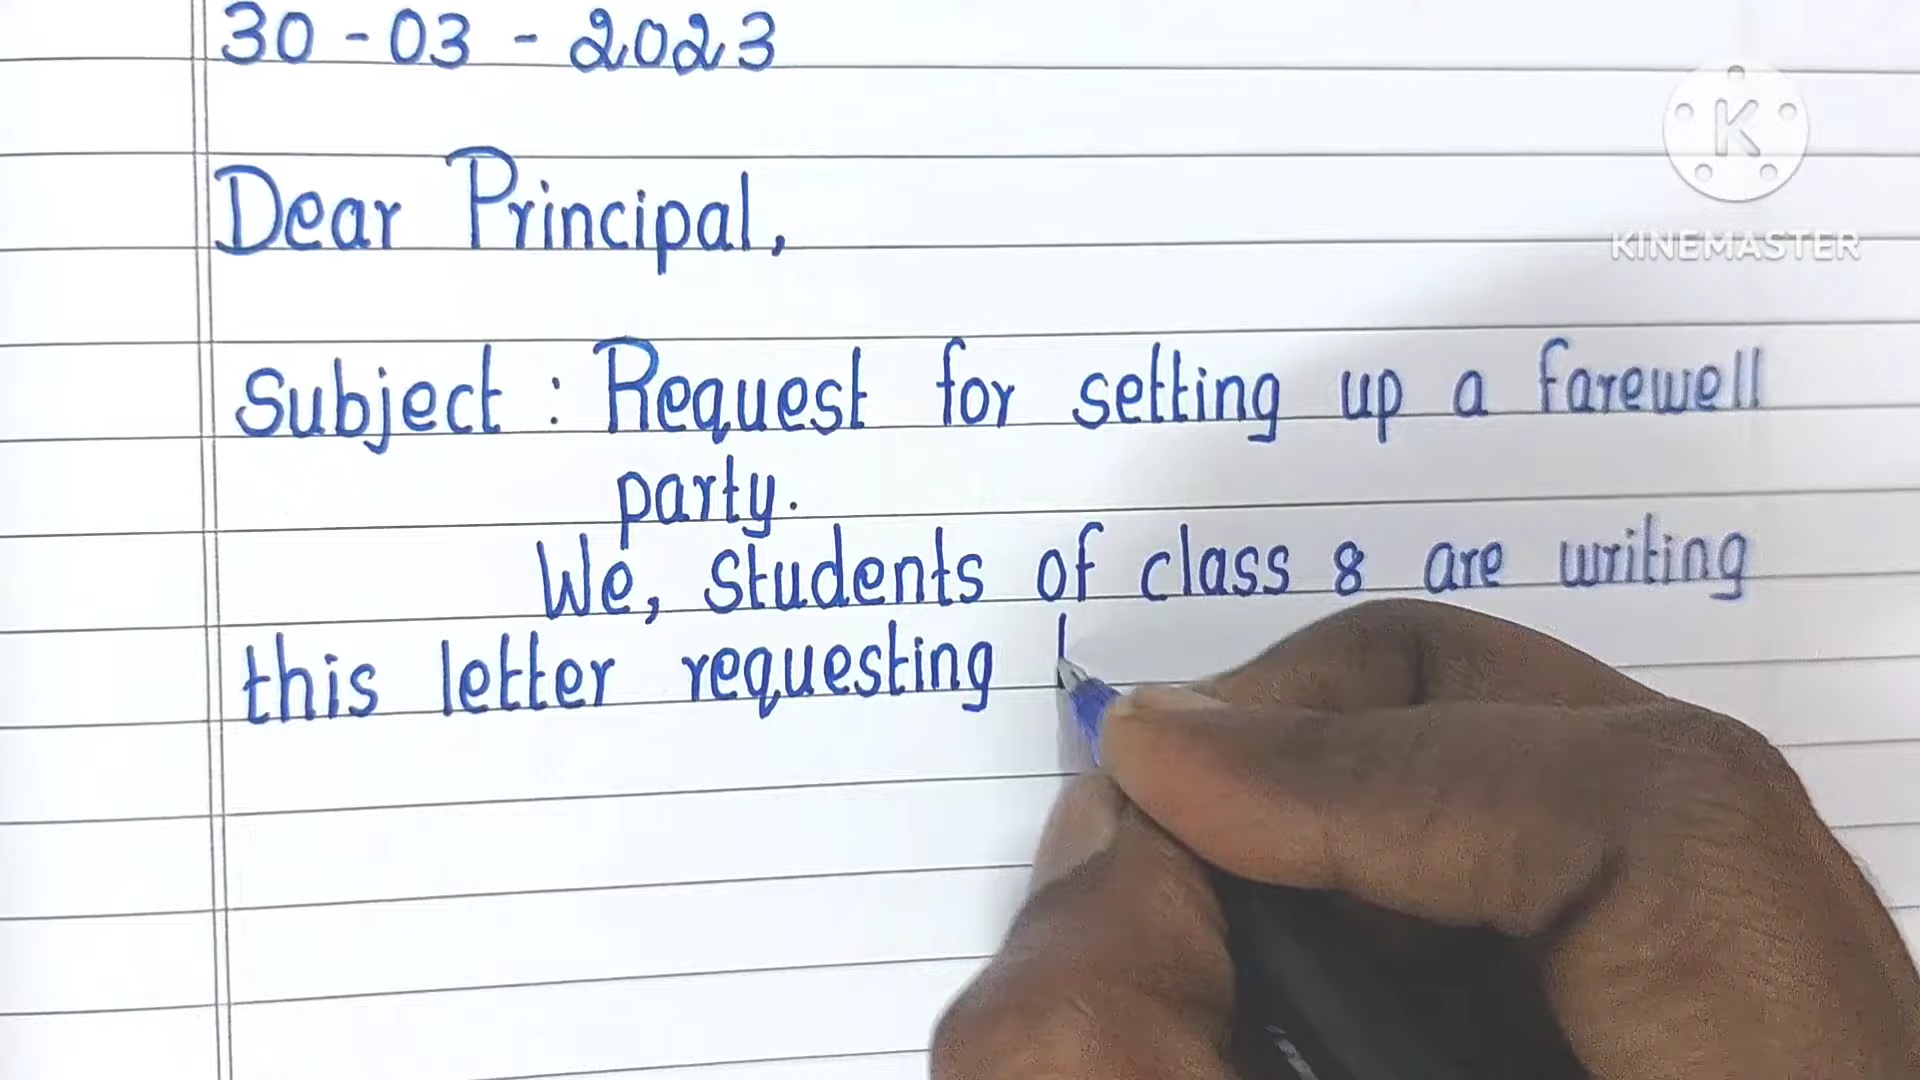 30-03-2023
KINEMASTER
Dear Principal,
Subject : Request for setting up a farewell
party.
We, students of class 8 are writing
this letter requesting